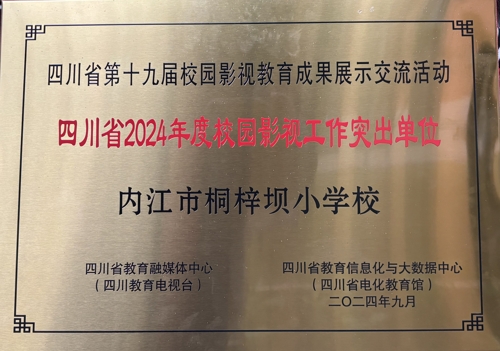 四川省第十九届校园影视教育成果展示交流活动
四川省2024年度校园影视工作突出单位
内江市桐梓坝小学校
四川省教育融媒体中心
（四川教育电视台）
四川省教育信息化与大数据中心
（四川省电化教育馆）
二〇二四年九月